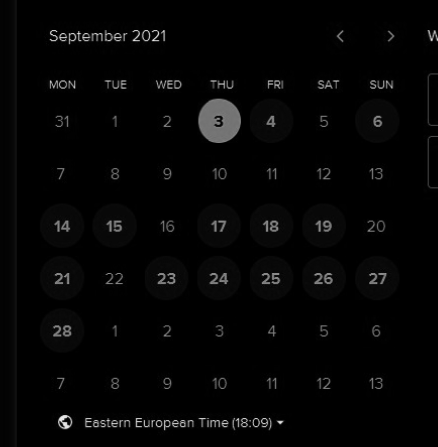 September 2021
W
MON TUE WED THU FRI SAT SUN
31 1 2 3 4 5 6
7 8 9 10 11 12 13
14 15 16 17 18 19 20
21 22 23 24 25 26 27
28 1 2 3 4 5 6
7 8 9 10 11 12 13
Eastern European Time (18:09)